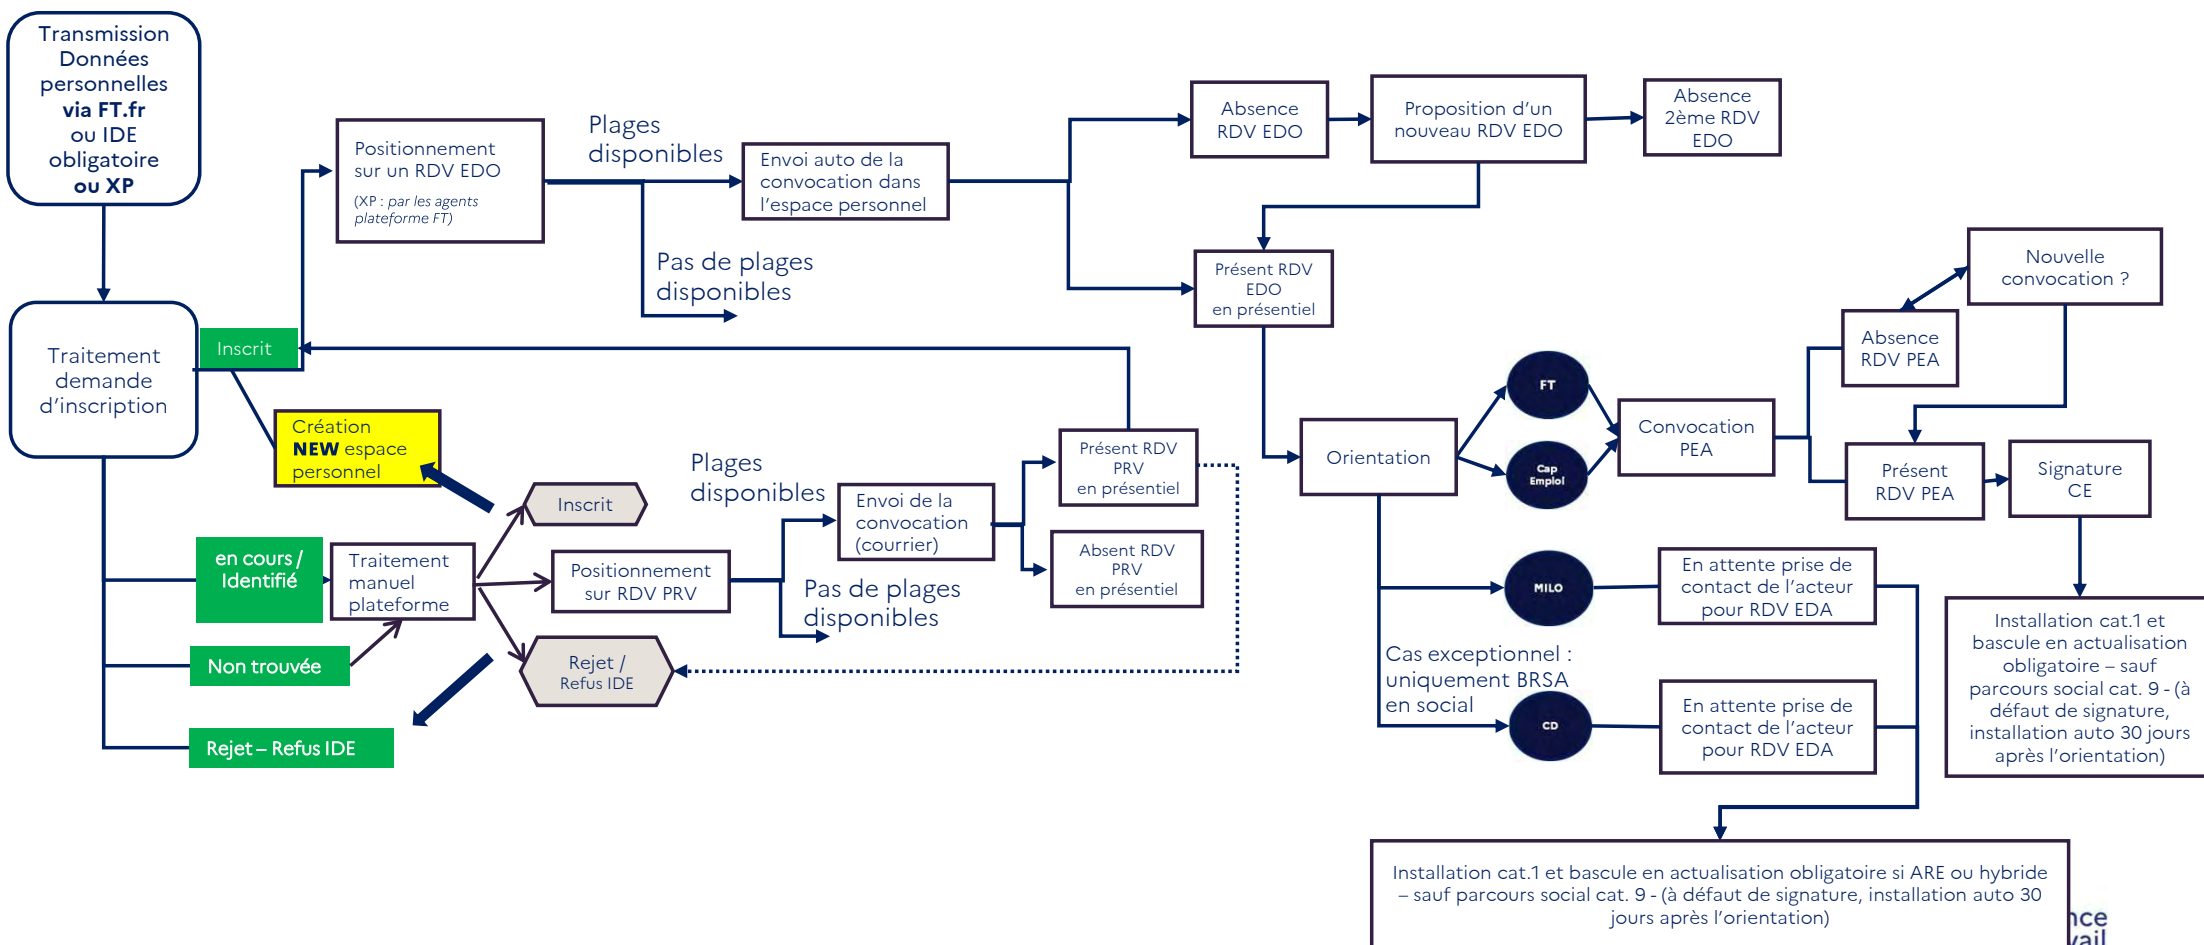 Transmission
Données
personnelles
via FT.fr
ou IDE
obligatoire
ou XP
Traitement
demande
d'inscription
Inscrit
Positionnement
sur un RDV EDO
(XP : par les agents
plateforme FT)
Plages
disponibles
Pas de plages
disponibles
Envoi auto de la
convocation dans
l'espace personnel
Absence
RDV EDO
Proposition d'un
nouveau RDV EDO
Absence
2ème RDV
EDO
Présent RDV
EDO
en présentiel
Création
NEW espace
personnel
en cours /
Identifié
Non trouvée
Rejet – Refus IDE
Traitement
manuel
plateforme
Inscrit
Positionnement
sur RDV PRV
Rejet /
Refus IDE
Plages
disponibles
Pas de plages
disponibles
Envoi de la
convocation
(courrier)
Présent RDV
PRV
en présentiel
Absent RDV
PRV
en présentiel
Orientation
FT
Cap
Emploi
MILO
Cas exceptionnel :
uniquement BRSA
en social
CD
Convocation
PEA
Absence
RDV PEA
Nouvelle
convocation ?
Présent
RDV PEA
Signature
CE
En attente prise de
contact de l'acteur
pour RDV EDA
En attente prise de
contact de l'acteur
pour RDV EDA
Installation cat.1 et
bascule en actualisation
obligatoire – sauf
parcours social cat. 9 - (à
défaut de signature,
installation auto 30 jours
après l'orientation)
Installation cat.1 et bascule en actualisation obligatoire si ARE ou hybride
– sauf parcours social cat. 9 - (à défaut de signature, installation auto 30
jours après l'orientation)